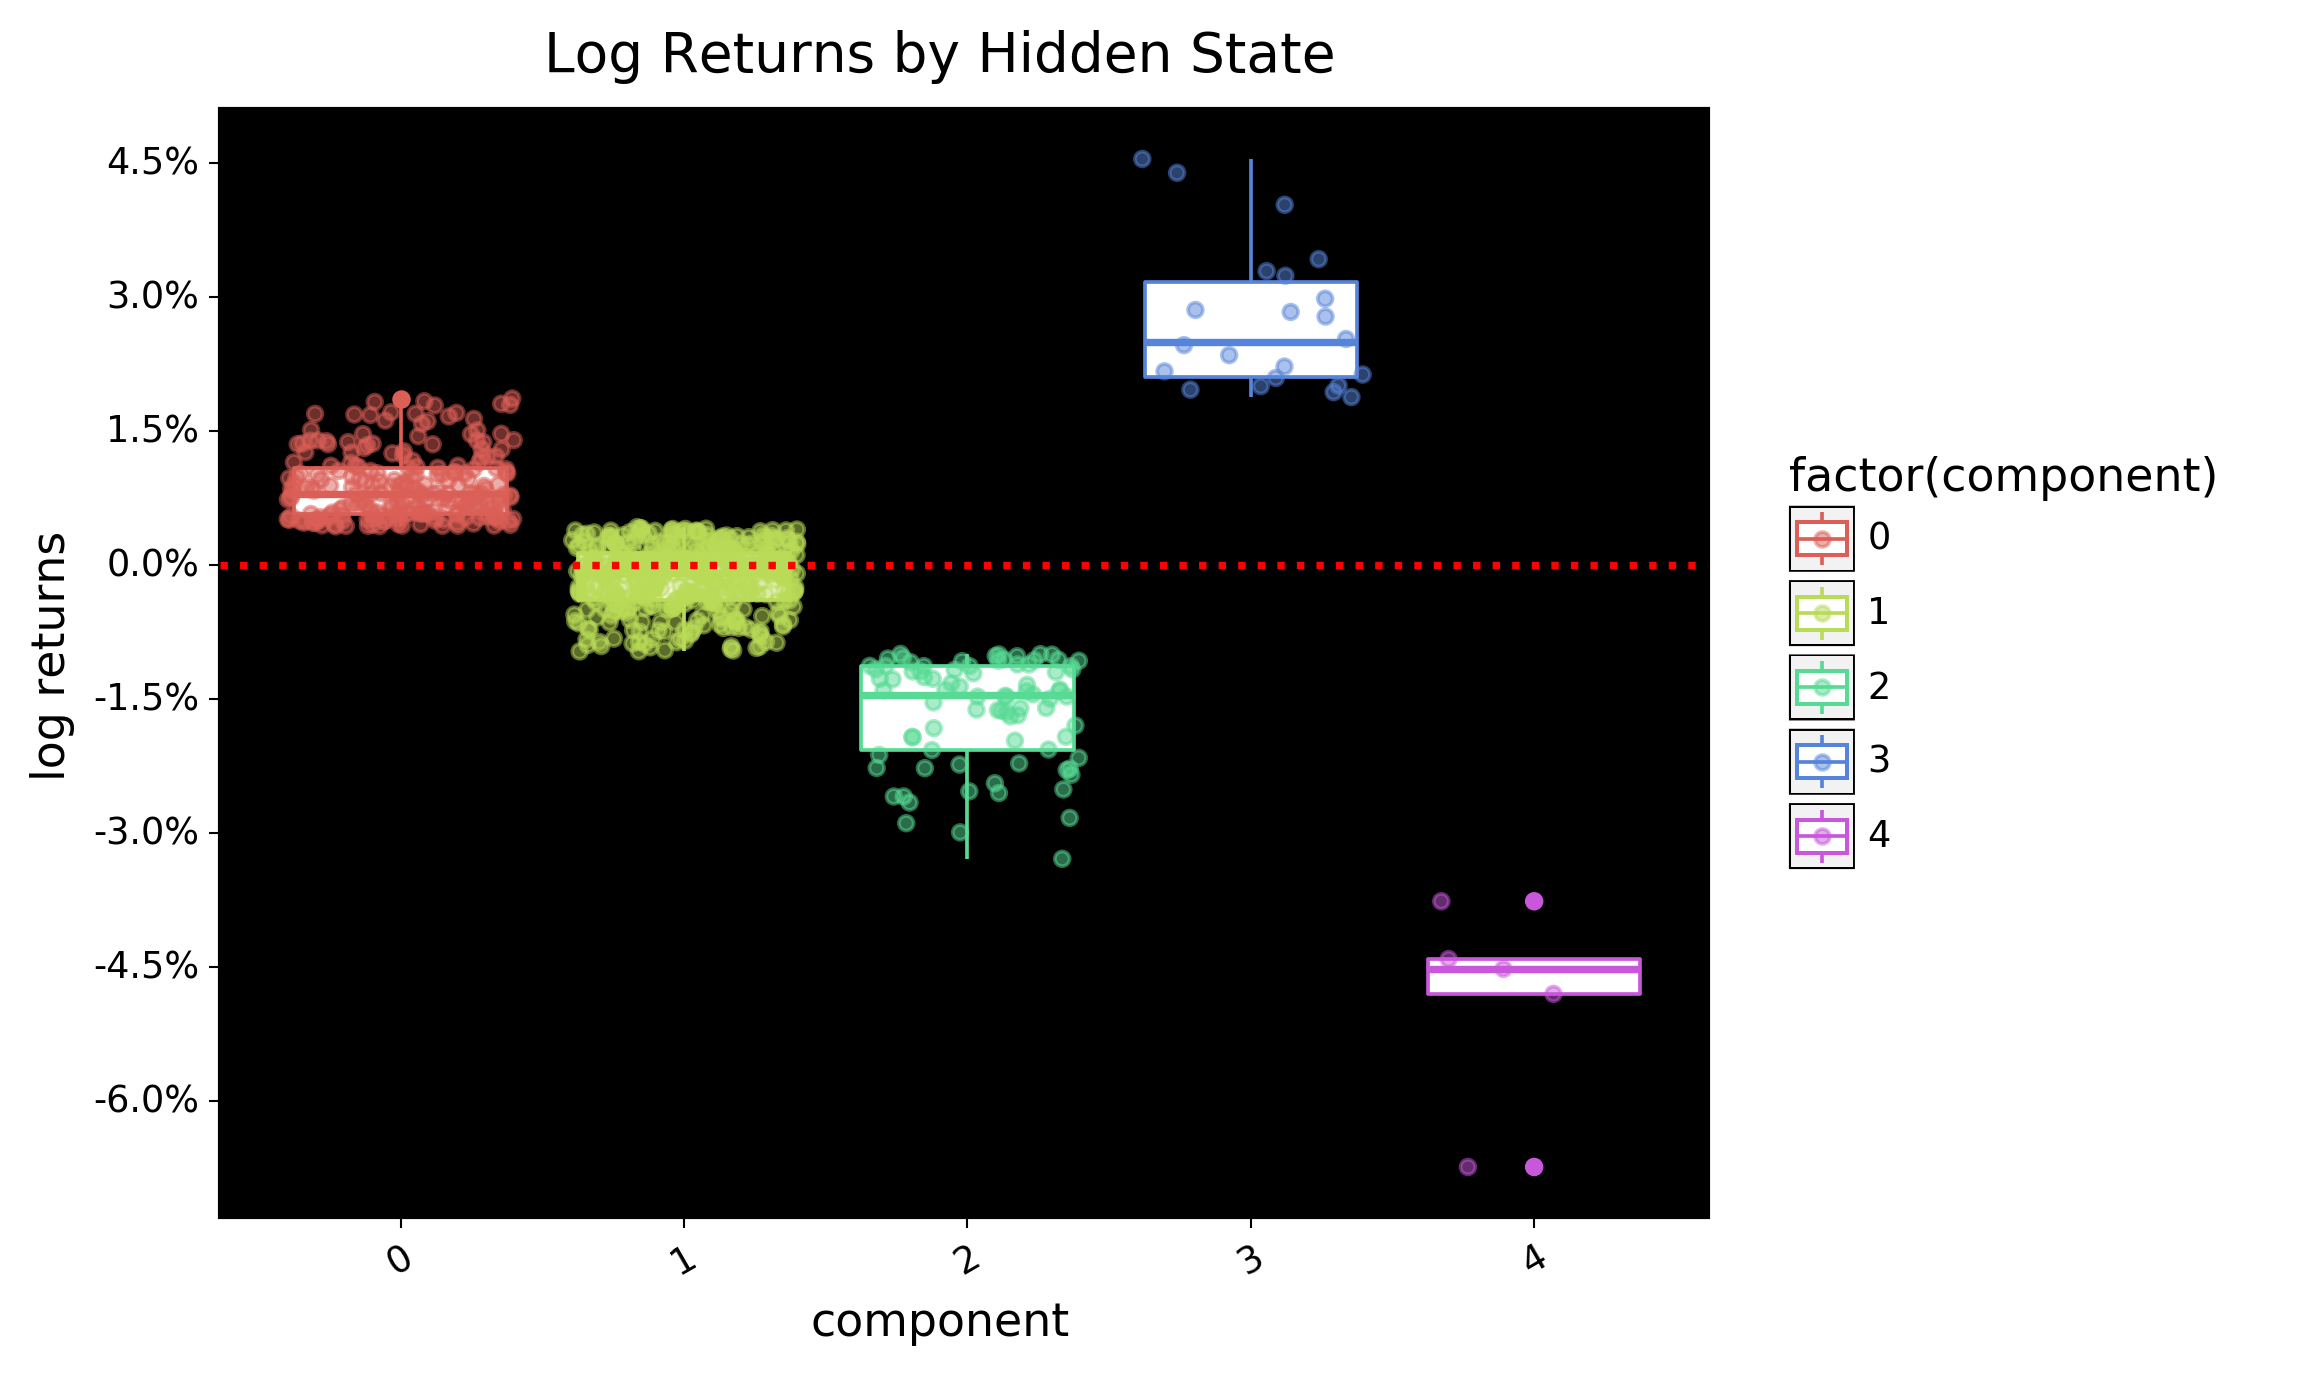 Log Returns by Hidden State
log returns
4.5%
3.0%
1.5%
0.0%
-1.5%
-3.0%
-4.5%
-6.0%
0 1 2 3 4
component
factor(component)
0
1
2
3
4